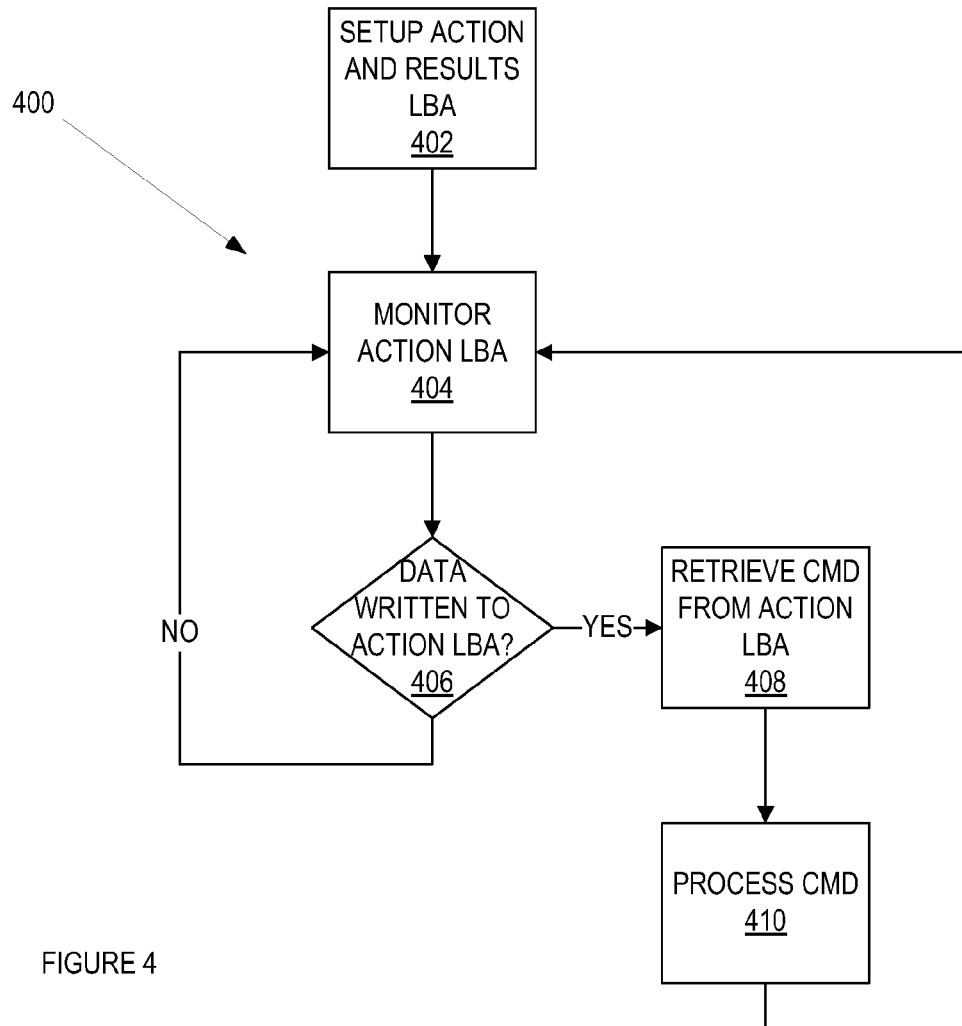 SETUP ACTION
AND RESULTS
LBA
402
400
MONITOR
ACTION LBA
404
DATA
WRITTEN TO
ACTION LBA?
406
NO
YES
RETRIEVE CMD
FROM ACTION
LBA
408
PROCESS CMD
410
FIGURE 4